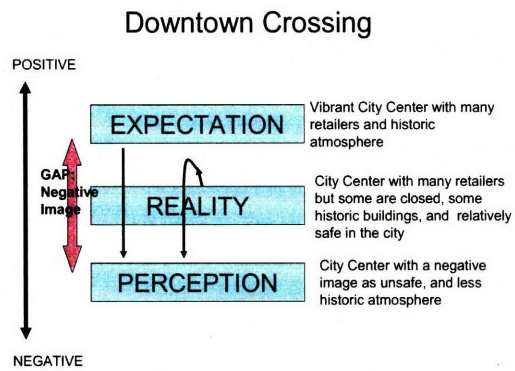 Downtown Crossing
POSITIVE
EXPECTATION
Vibrant City Center with many
retailers and historic
atmosphere
GAP:
Negative
Image
REALITY
City Center with many retailers
but some are closed, some
historic buildings, and relatively
safe in the city
PERCEPTION
City Center with a negative
image as unsafe, and less
historic atmosphere
NEGATIVE